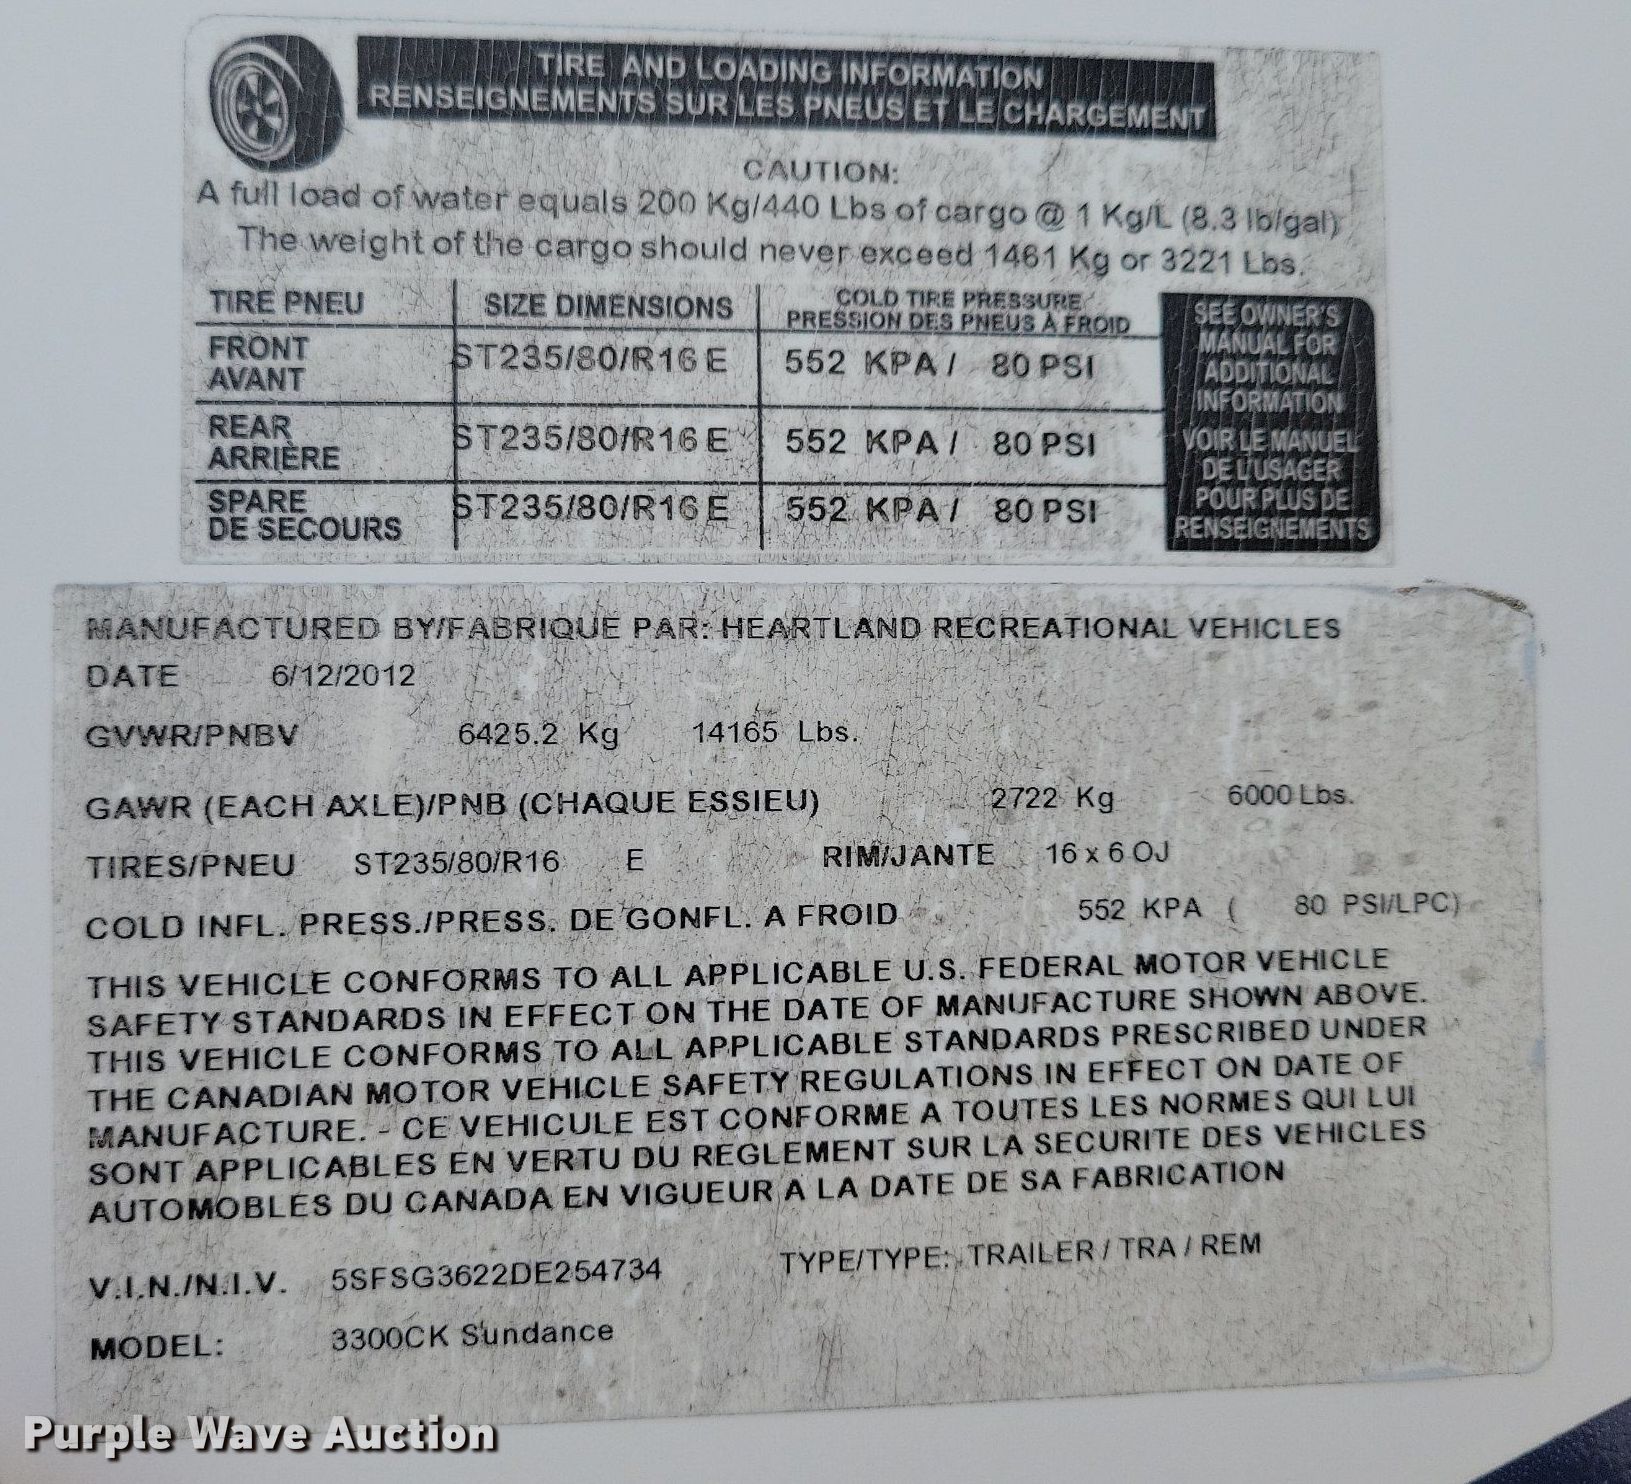 TIRE AND LOADING INFORMATION
RENSEIGNEMENTS SUR LES PNEUS ET LE CHARGEMENT
CAUTION:
A full load of water equals 200 Kg/440 Lbs of cargo @ 1 Kg/L (8.3 lb/gal)
The weight of the cargo should never exceed 1461 Kg or 3221 Lbs.
TIRE PNEU SIZE DIMENSIONS COLD TIRE PRESSURE
PRESSION DES PNEUS À FROID
FRONT
AVANT ST235/80/R16 E 552 KPA / 80 PSI
REAR
ARRIÈRE ST235/80/R16 E 552 KPA / 80 PSI
SPARE
DE SECOURS ST235/80/R16 E 552 KPA / 80 PSI
SEE OWNER'S
MANUAL FOR
ADDITIONAL
INFORMATION
VOIR LE MANUEL
DE L'USAGER
POUR PLUS DE
RENSEIGNEMENTS
MANUFACTURED BY/FABRIQUE PAR: HEARTLAND RECREATIONAL VEHICLES
DATE 6/12/2012
GVWR/PNBV 6425.2 Kg 14165 Lbs.
GAWR (EACH AXLE)/PNB (CHAQUE ESSIEU) 2722 Kg 6000 Lbs.
TIRES/PNEU ST235/80/R16 E RIM/JANTE 16 x 6 OJ
COLD INFL. PRESS./PRESS. DE GONFL. A FROID 552 KPA ( 80 PSI/LPC)
THIS VEHICLE CONFORMS TO ALL APPLICABLE U.S. FEDERAL MOTOR VEHICLE
SAFETY STANDARDS IN EFFECT ON THE DATE OF MANUFACTURE SHOWN ABOVE.
THIS VEHICLE CONFORMS TO ALL APPLICABLE STANDARDS PRESCRIBED UNDER
THE CANADIAN MOTOR VEHICLE SAFETY REGULATIONS IN EFFECT ON DATE OF
MANUFACTURE. - CE VEHICULE EST CONFORME A TOUTES LES NORMES QUI LUI
SONT APPLICABLES EN VERTU DU REGLEMENT SUR LA SECURITE DES VEHICLES
AUTOMOBLES DU CANADA EN VIGUEUR A LA DATE DE SA FABRICATION
V.I.N./N.I.V. 5SFSG3622DE254734 TYPE/TYPE: TRAILER / TRA / REM
MODEL: 3300CK Sundance
Purple Wave Auction